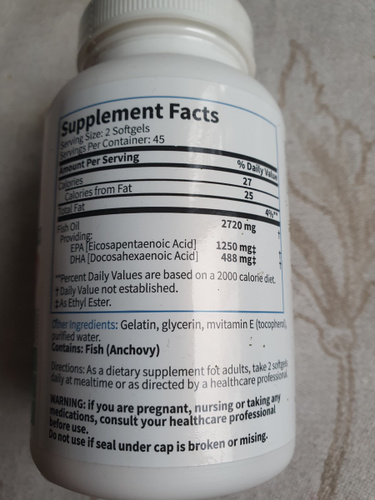 Supplement Facts
Serving Size: 2 Softgels
Servings Per Container: 45
Amount Per Serving % Daily Value
Calories 27
Calories from Fat 25
Total Fat 4%**
Fish Oil 2720 mg †
Providing:
EPA [Eicosapentaenoic Acid] 1250 mg‡
DHA [Docosahexaenoic Acid] 488 mg‡
**Percent Daily Values are based on a 2000 calorie diet.
† Daily Value not established.
‡ As Ethyl Ester.
Other Ingredients: Gelatin, glycerin, mvitamin E (tocopherol),
purified water.
Contains: Fish (Anchovy)
Directions: As a dietary supplement fot adults, take 2 softgels
daily at mealtime or as directed by a healthcare professional.
WARNING: if you are pregnant, nursing or taking any
medications, consult your healthcare professional
before use.
Do not use if seal under cap is broken or mising.